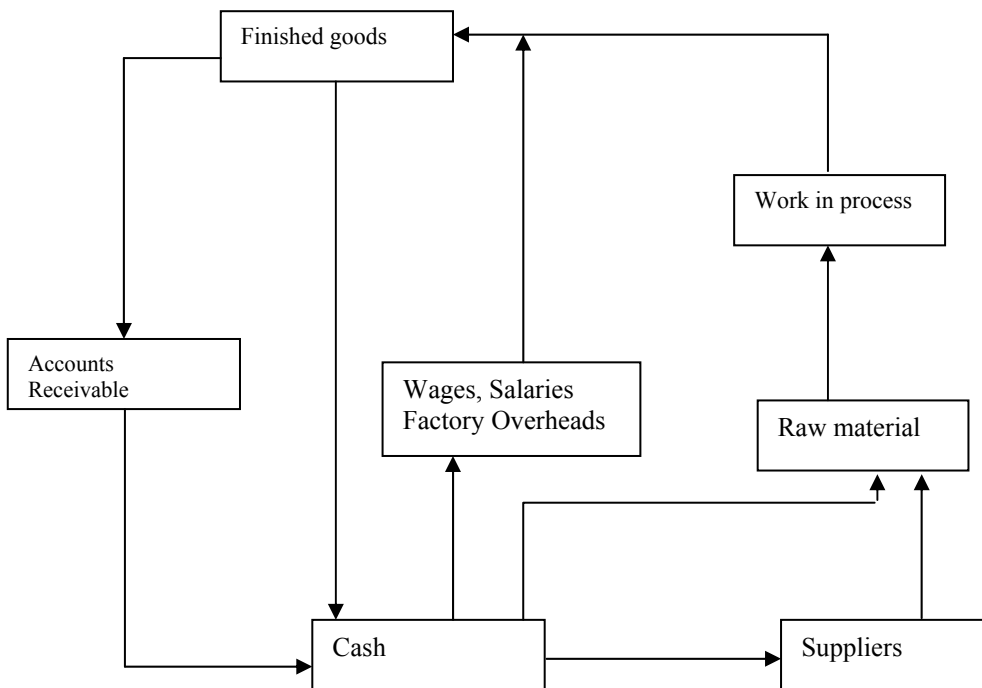 Finished goods
Work in process
Accounts
Receivable
Wages, Salaries
Factory Overheads
Raw material
Cash
Suppliers